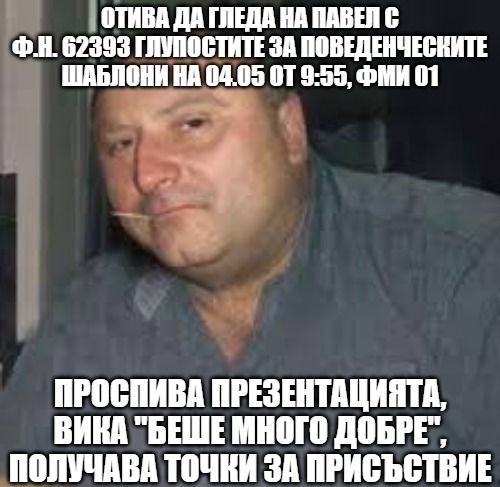 ОТИВА ДА ГЛЕДА НА ПАВЕЛ С
Ф.Н. 62393 ГЛУПОСТИТЕ ЗА ПОВЕДЕНЧЕСКИТЕ
ШАБЛОНИ НА 04.05 ОТ 9:55, ФМИ 01
ПРОСПИВА ПРЕЗЕНТАЦИЯТА,
ВИКА "БЕШЕ МНОГО ДОБРЕ",
ПОЛУЧАВА ТОЧКИ ЗА ПРИСЪСТВИЕ